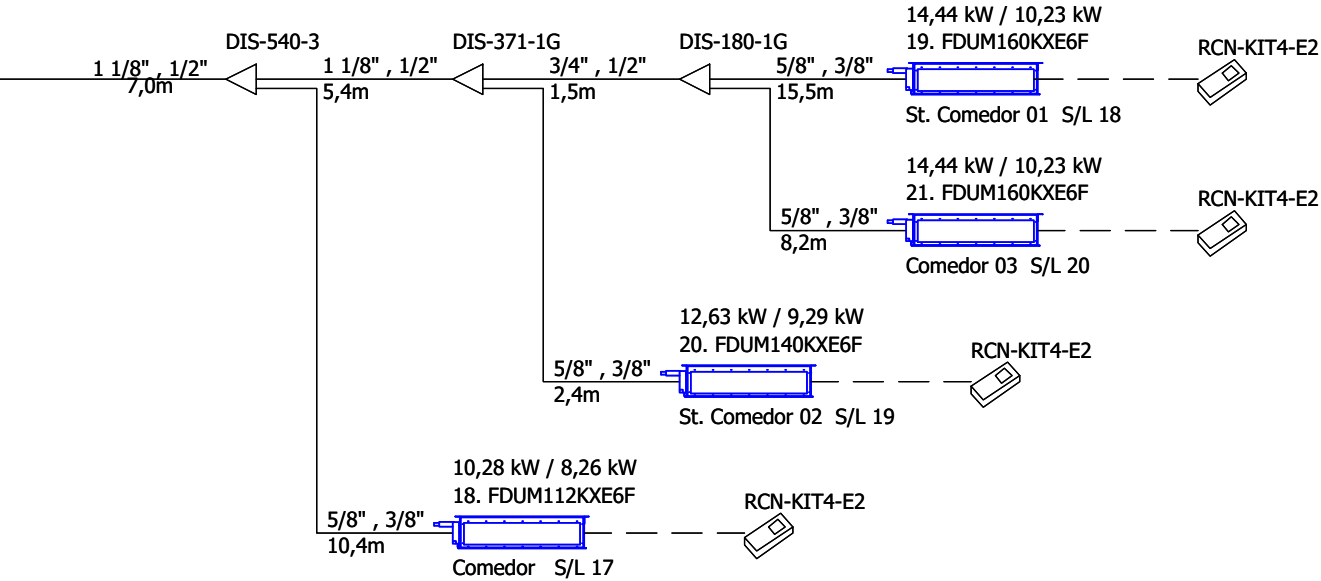 14,44 kW / 10,23 kW
19. FDUM160KXE6F
DIS-540-3
DIS-371-1G
DIS-180-1G
RCN-KIT4-E2
1 1/8" , 1/2"
7,0m
1 1/8" , 1/2"
5,4m
3/4" , 1/2"
1,5m
5/8" , 3/8"
15,5m
St. Comedor 01 S/L 18
14,44 kW / 10,23 kW
21. FDUM160KXE6F
RCN-KIT4-E2
5/8" , 3/8"
8,2m
Comedor 03 S/L 20
12,63 kW / 9,29 kW
20. FDUM140KXE6F
RCN-KIT4-E2
5/8" , 3/8"
2,4m
St. Comedor 02 S/L 19
10,28 kW / 8,26 kW
18. FDUM112KXE6F
RCN-KIT4-E2
5/8" , 3/8"
10,4m
Comedor S/L 17